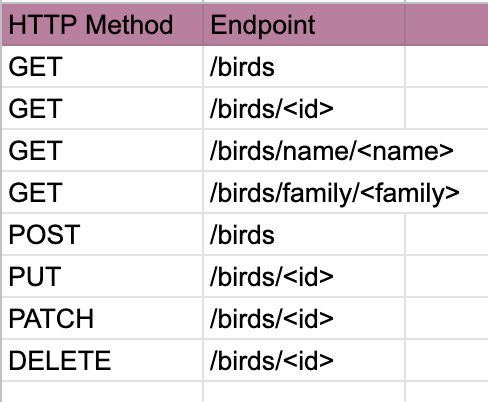 HTTP Method Endpoint
GET /birds
GET /birds/<id>
GET /birds/name/<name>
GET /birds/family/<family>
POST /birds
PUT /birds/<id>
PATCH /birds/<id>
DELETE /birds/<id>